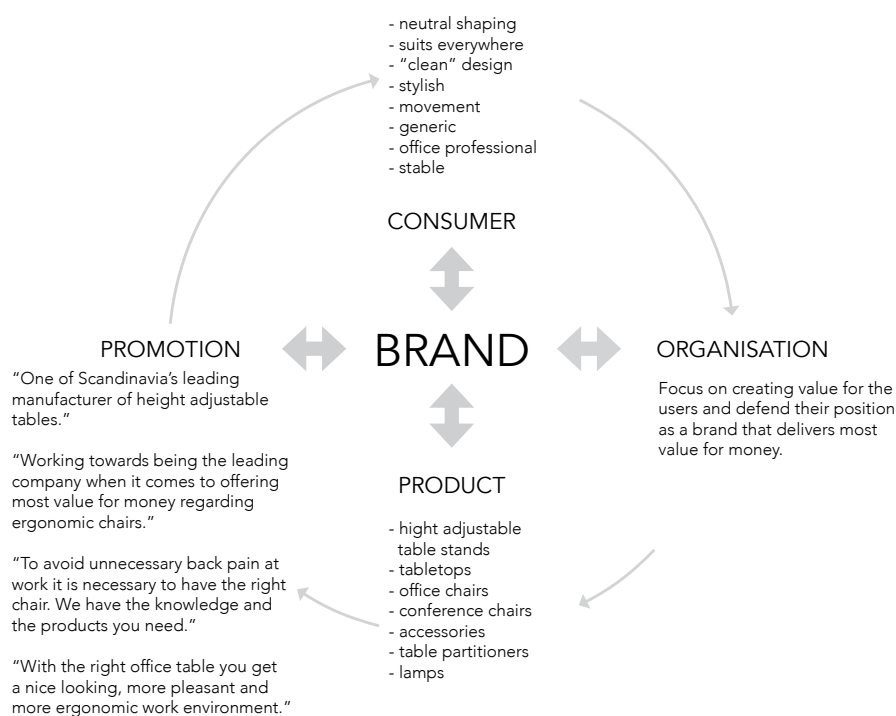 - neutral shaping
- suits everywhere
- “clean” design
- stylish
- movement
- generic
- office professional
- stable
CONSUMER
PROMOTION
“One of Scandinavia’s leading
manufacturer of height adjustable
tables.”
“Working towards being the leading
company when it comes to offering
most value for money regarding
ergonomic chairs.”
“To avoid unnecessary back pain at
work it is necessary to have the right
chair. We have the knowledge and
the products you need.”
“With the right office table you get
a nice looking, more pleasant and
more ergonomic work environment.”
BRAND
ORGANISATION
Focus on creating value for the
users and defend their position
as a brand that delivers most
value for money.
PRODUCT
- hight adjustable
table stands
- tabletops
- office chairs
- conference chairs
- accessories
- table partitioners
- lamps